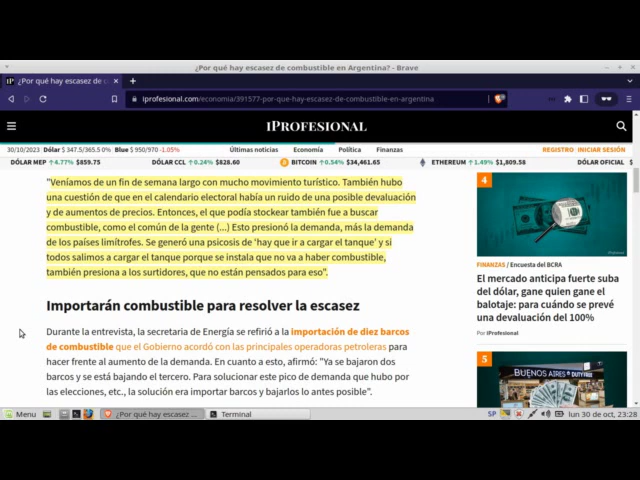 ¿Por qué hay escasez de combustible en Argentina? - Brave
¿Por qué hay escasez de c
iprofesional.com/economia/391577-por-que-hay-escasez-de-combustible-en-argentina
iPROFESIONAL
30/10/2023 Dólar $ 347.5/365.5 0% Blue $ 950/970 -1.05% Últimas noticias Economía Política Finanzas REGISTRO INICIAR SESIÓN
DÓLAR MEP 4.77% $859.75 DÓLAR CCL 0.24% $828.60 BITCOIN 0.54% $34,461.65 ETHEREUM 1.49% $1,809.58 DÓLAR OFICIAL
"Veníamos de un fin de semana largo con mucho movimiento turístico. También hubo
una cuestión de que en el calendario electoral había un ruido de una posible devaluación
y de aumentos de precios. Entonces, el que podía stockear también fue a buscar
combustible, como el común de la gente (...) Esto presionó la demanda, más la demanda
de los países limítrofes. Se generó una psicosis de 'hay que ir a cargar el tanque' y si
todos salimos a cargar el tanque porque se instala que no va a haber combustible,
también presiona a los surtidores, que no están pensados para eso".
Importarán combustible para resolver la escasez
Durante la entrevista, la secretaria de Energía se refirió a la importación de diez barcos
de combustible que el Gobierno acordó con las principales operadoras petroleras para
hacer frente al aumento de la demanda. En cuanto a esto, afirmó: "Ya se bajaron dos
barcos y se está bajando el tercero. Para solucionar este pico de demanda que hubo por
las elecciones, etc., la solución era importar barcos y bajarlos lo antes posible".
4
FINANZAS / Encuesta del BCRA
El mercado anticipa fuerte suba
del dólar, gane quien gane el
balotaje: para cuándo se prevé
una devaluación del 100%
Por iProfesional
5
BUENOS AIRES DUTY FREE
Menu ¿Por qué hay escasez ... Terminal SP lun 30 de oct, 23:28